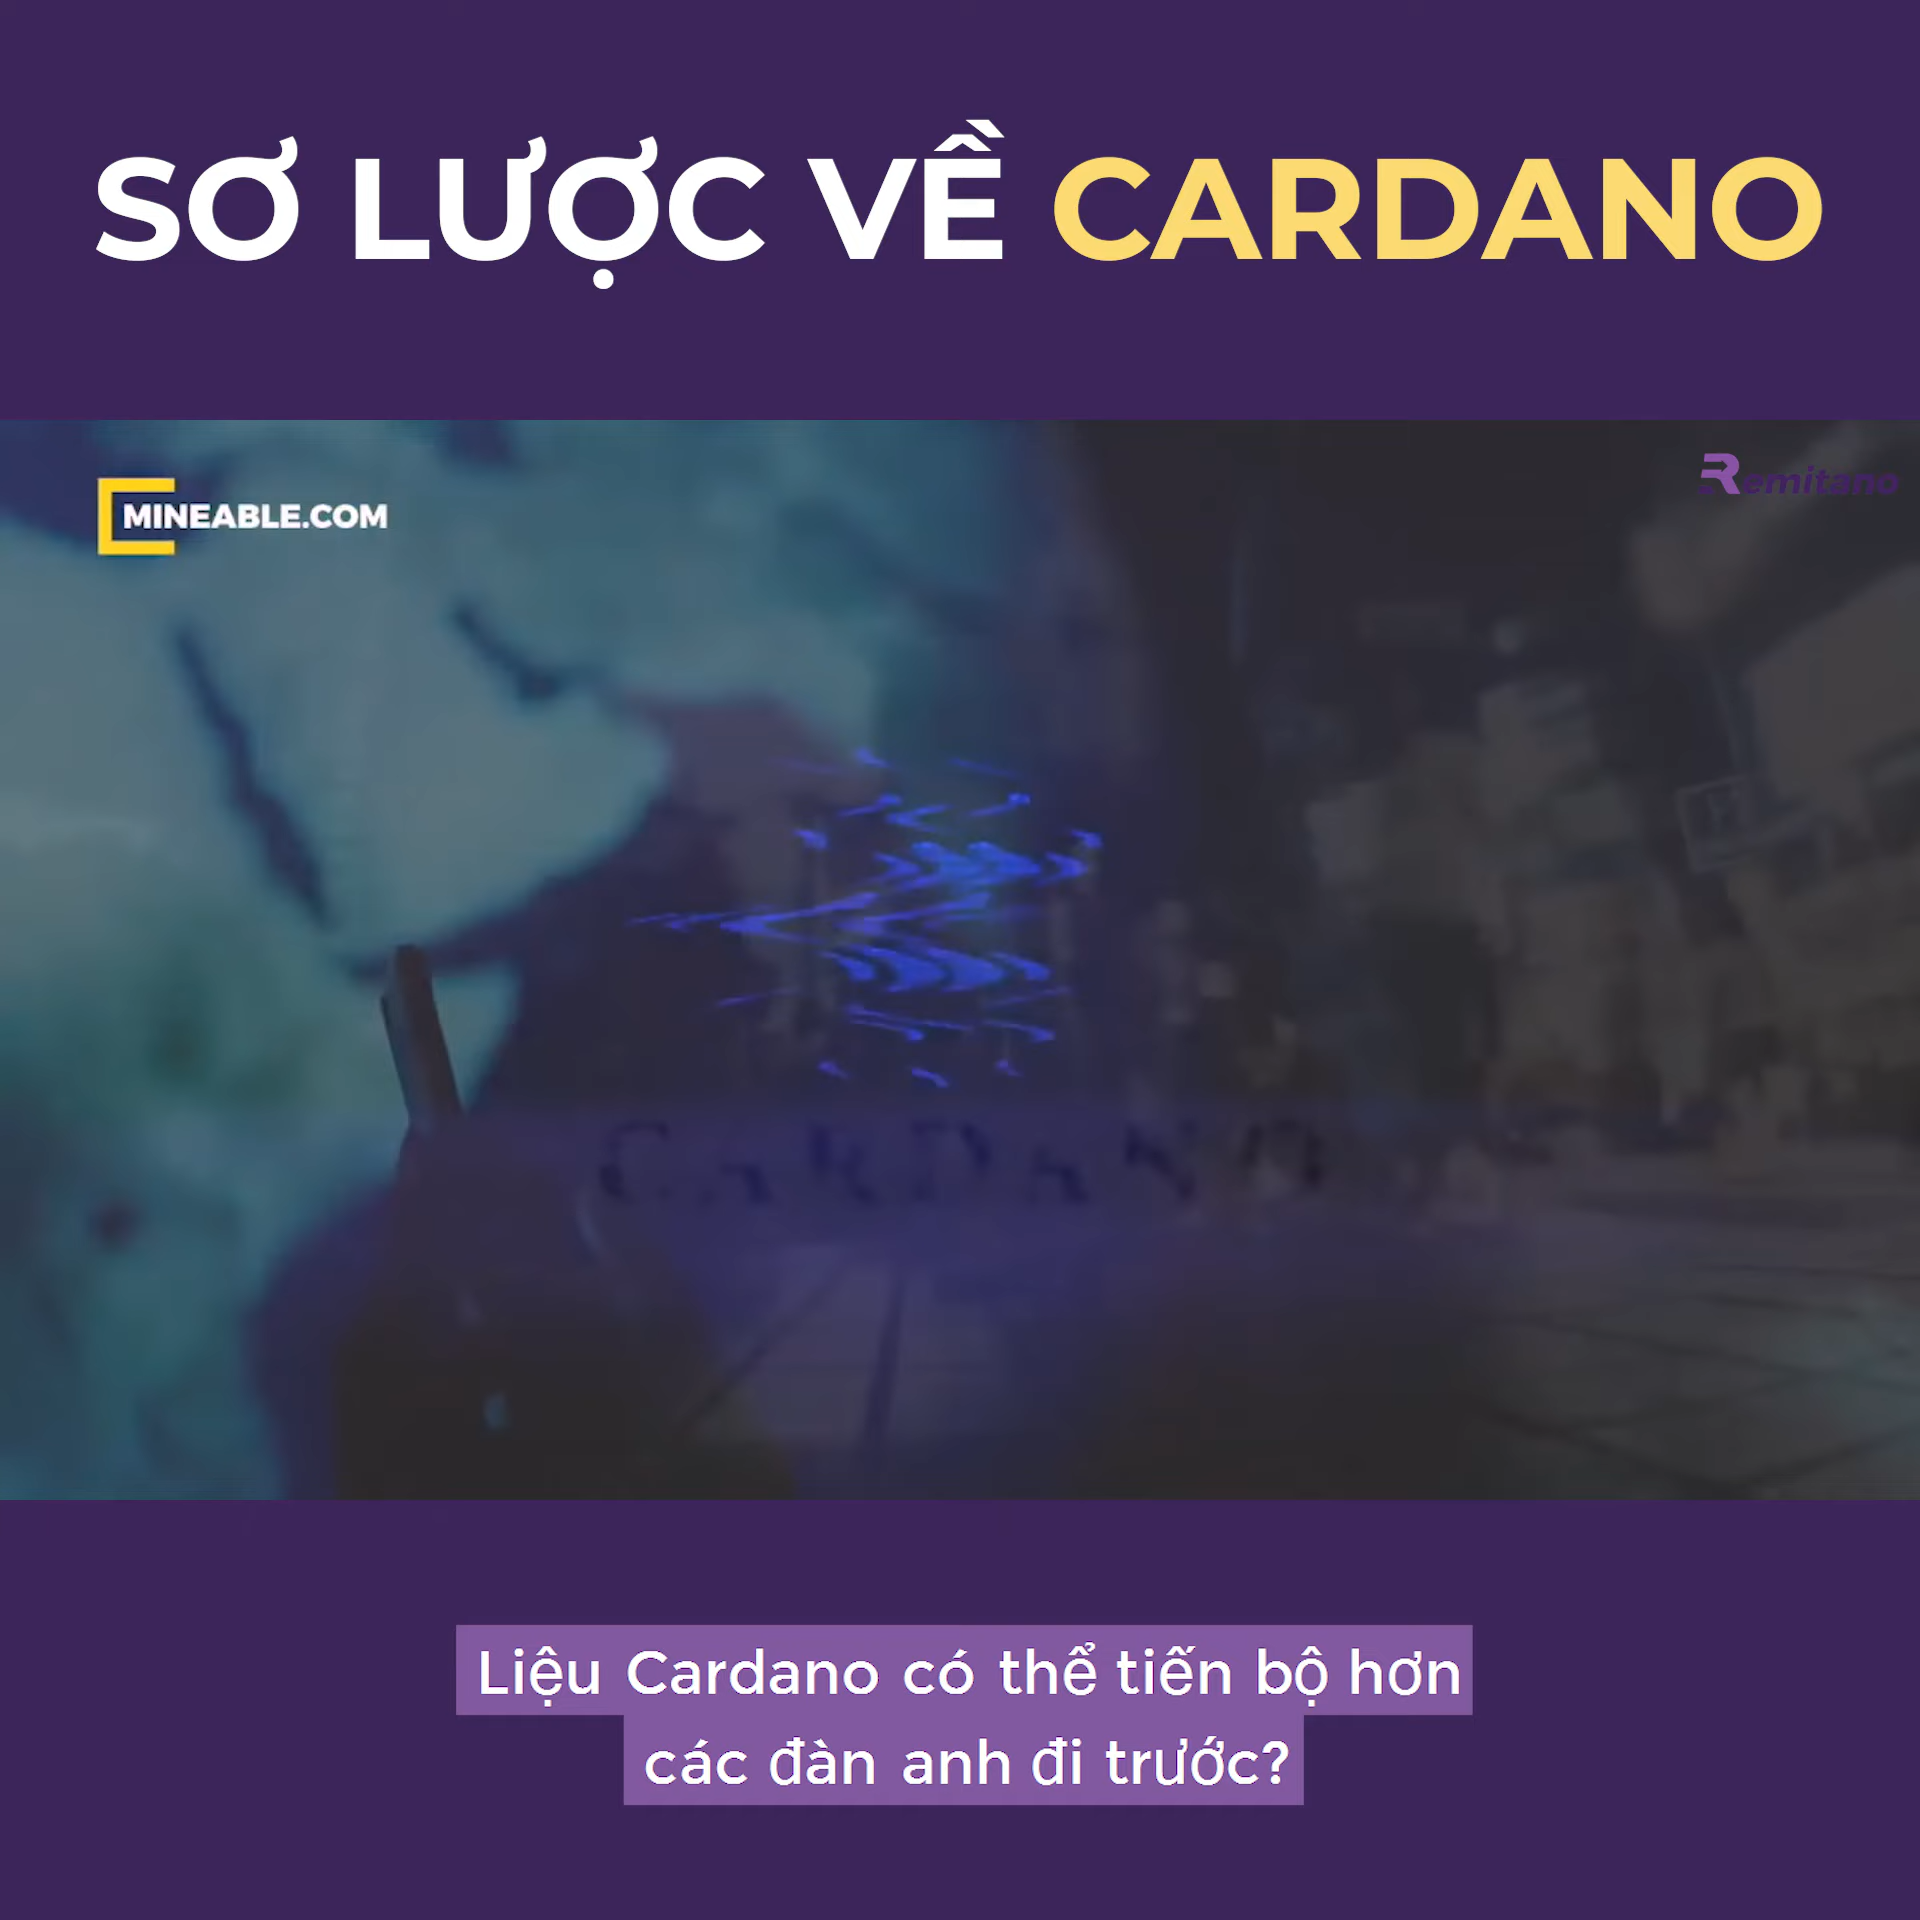 SƠ LƯỢC VỀ CARDANO
MINEABLE.COM
Remitano
CARDANO
Liệu Cardano có thể tiến bộ hơn
các đàn anh đi trước?